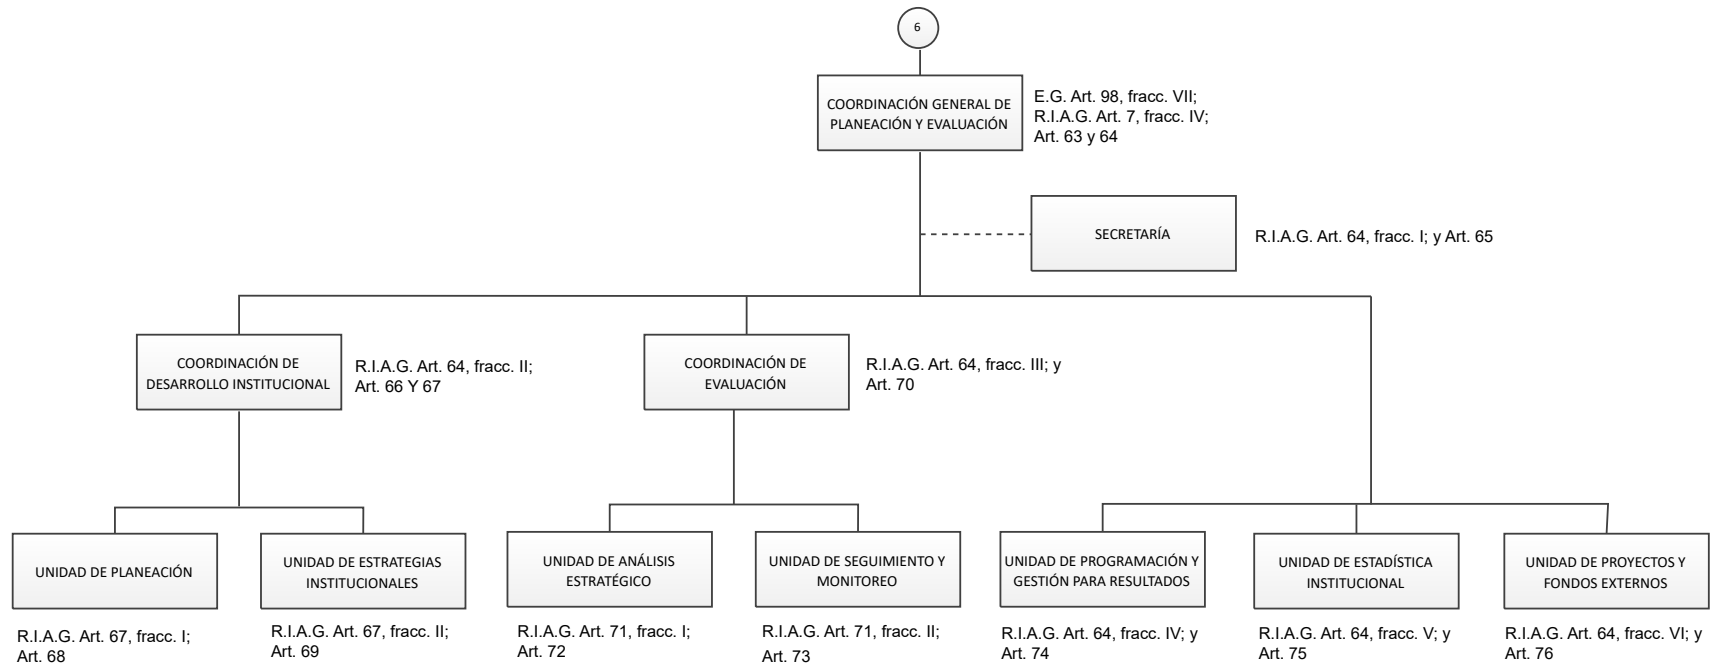 6
COORDINACIÓN GENERAL DE
PLANEACIÓN Y EVALUACIÓN
E.G. Art. 98, fracc. VII;
R.I.A.G. Art. 7, fracc. IV;
Art. 63 y 64
SECRETARÍA
R.I.A.G. Art. 64, fracc. I; y Art. 65
COORDINACIÓN DE
DESARROLLO INSTITUCIONAL
R.I.A.G. Art. 64, fracc. II;
Art. 66 Y 67
COORDINACIÓN DE
EVALUACIÓN
R.I.A.G. Art. 64, fracc. III; y
Art. 70
UNIDAD DE PLANEACIÓN
R.I.A.G. Art. 67, fracc. I;
Art. 68
UNIDAD DE ESTRATEGIAS
INSTITUCIONALES
R.I.A.G. Art. 67, fracc. II;
Art. 69
UNIDAD DE ANÁLISIS
ESTRATÉGICO
R.I.A.G. Art. 71, fracc. I;
Art. 72
UNIDAD DE SEGUIMIENTO Y
MONITOREO
R.I.A.G. Art. 71, fracc. II;
Art. 73
UNIDAD DE PROGRAMACIÓN Y
GESTIÓN PARA RESULTADOS
R.I.A.G. Art. 64, fracc. IV; y
Art. 74
UNIDAD DE ESTADÍSTICA
INSTITUCIONAL
R.I.A.G. Art. 64, fracc. V; y
Art. 75
UNIDAD DE PROYECTOS Y
FONDOS EXTERNOS
R.I.A.G. Art. 64, fracc. VI; y
Art. 76